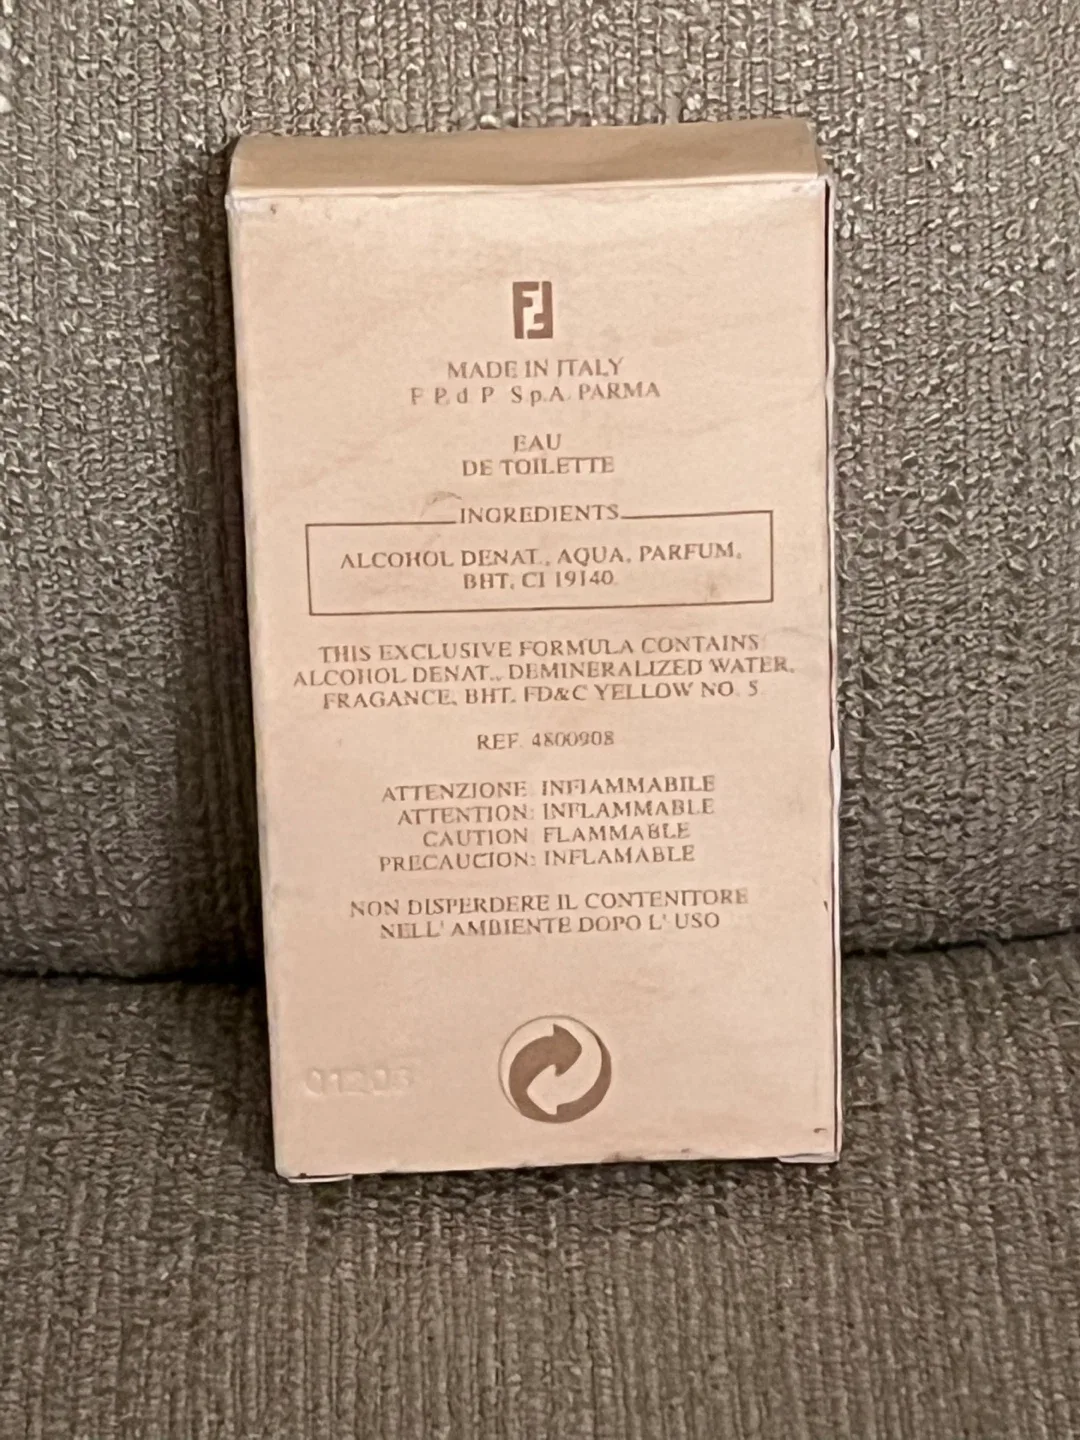 FF
MADE IN ITALY
F P. d P S.p.A. PARMA
EAU
DE TOILETTE
INGREDIENTS
ALCOHOL DENAT., AQUA, PARFUM,
BHT, CI 19140
THIS EXCLUSIVE FORMULA CONTAINS
ALCOHOL DENAT., DEMINERALIZED WATER,
FRAGANCE, BHT. FD&C YELLOW NO. 5
REF. 4800908
ATTENZIONE INFIAMMABILE
ATTENTION: INFLAMMABLE
CAUTION FLAMMABLE
PRECAUCION: INFLAMABLE
NON DISPERDERE IL CONTENITORE
NELL' AMBIENTE DOPO L' USO